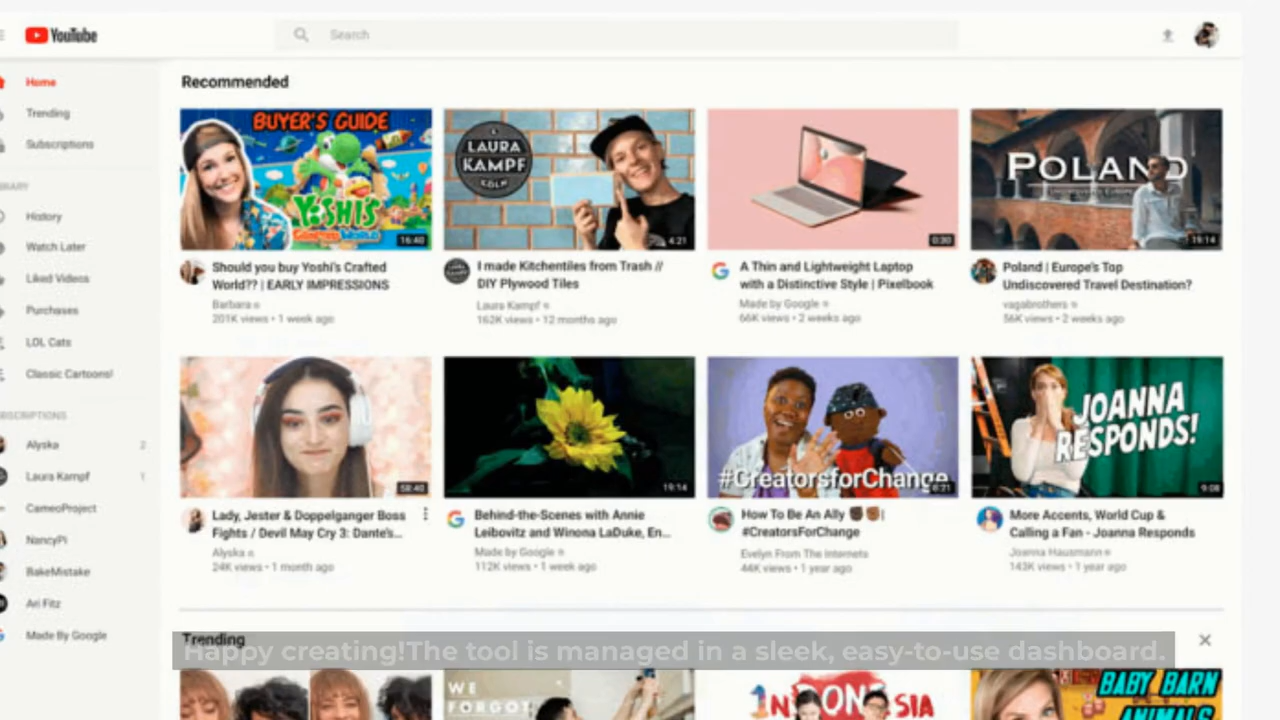 YouTube
Search
Home
Trending
Subscriptions
History
Watch Later
Liked Videos
Purchases
LOL Cats
Classic Cartoons!
Alyska 2
Laura Kampf 1
CameoProject
NancyPi
BakeMistake
Ari Fitz
Made By Google
Recommended
BUYER'S GUIDE
YOSHI'S
16:40
LAURA
KAMPF
KÖLN
4:21
0:30
POLAND
19:14
Should you buy Yoshi's Crafted
World?? | EARLY IMPRESSIONS
Barbara
201K views • 1 week ago
I made Kitchentiles from Trash //
DIY Plywood Tiles
Laura Kampf
162K views • 12 months ago
A Thin and Lightweight Laptop
with a Distinctive Style | Pixelbook
Made by Google
66K views • 2 weeks ago
Poland | Europe's Top
Undiscovered Travel Destination?
vagabrothers
56K views • 2 weeks ago
58:40
19:14
#CreatorsforChange
JOANNA
RESPONDS!
9:08
Lady, Jester & Doppelganger Boss
Fights / Devil May Cry 3: Dante's...
Alyska
24K views • 1 month ago
Behind-the-Scenes with Annie
Leibovitz and Winona LaDuke, En...
Made by Google
112K views • 1 week ago
How To Be An Ally ✊🏿✊🏾 |
#CreatorsForChange
Evelyn From The Internets
44K views • 1 year ago
More Accents, World Cup &
Calling a Fan - Joanna Responds
Joanna Hausmann
143K views • 1 year ago
Trending
Happy creating!The tool is managed in a sleek, easy-to-use dashboard.
WE
FORGOT
BABY BARN
ANIMALS